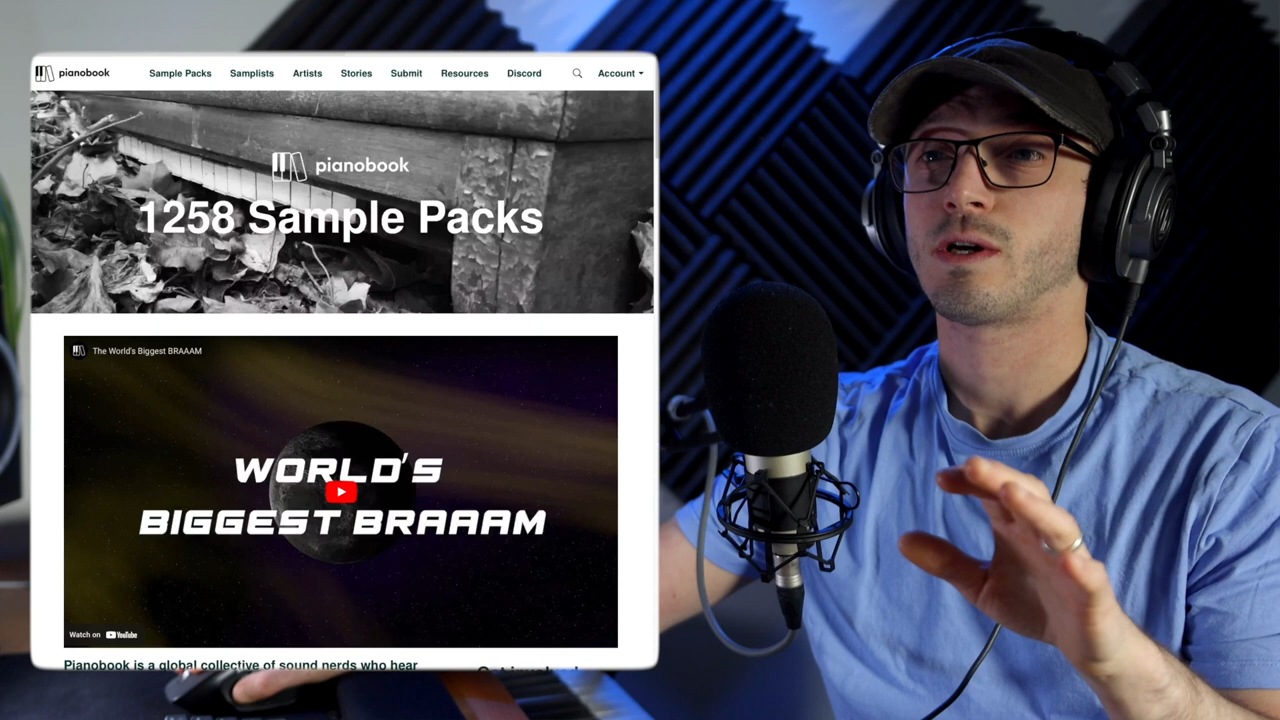 pianobook
Sample Packs Samplists Artists Stories Submit Resources Discord Account
pianobook
1258 Sample Packs
The World's Biggest BRAAAM
WORLD'S
BIGGEST BRAAAM
Watch on YouTube
Pianobook is a global collective of sound nerds who hear